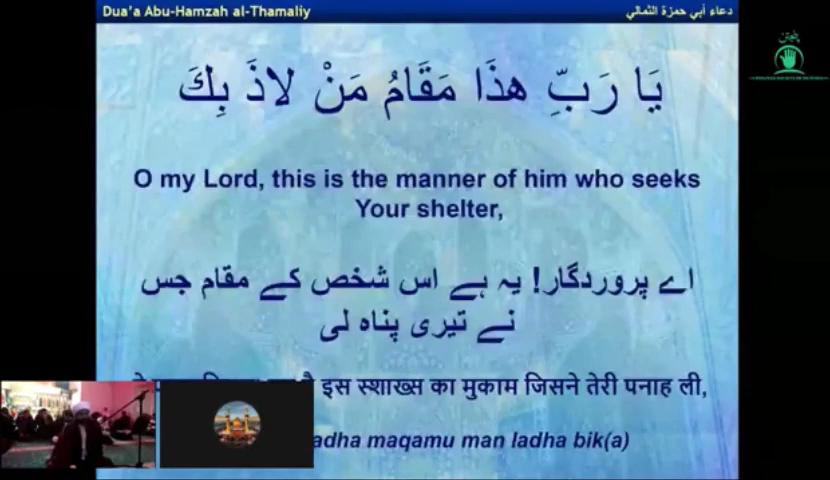 Dua'a Abu-Hamzah al-Thamaliy
دعاء أبي حمزة الثمالي
يَا رَبِّ هذَا مَقَامُ مَنْ لاذَ بِكَ
O my Lord, this is the manner of him who seeks
Your shelter,
اے پروردگار! یہ ہے اس شخص کے مقام جس
نے تیری پناہ لی
इस स्शाख्स का मुकाम जिसने तेरी पनाह ली,
maqamu man ladha bik(a)